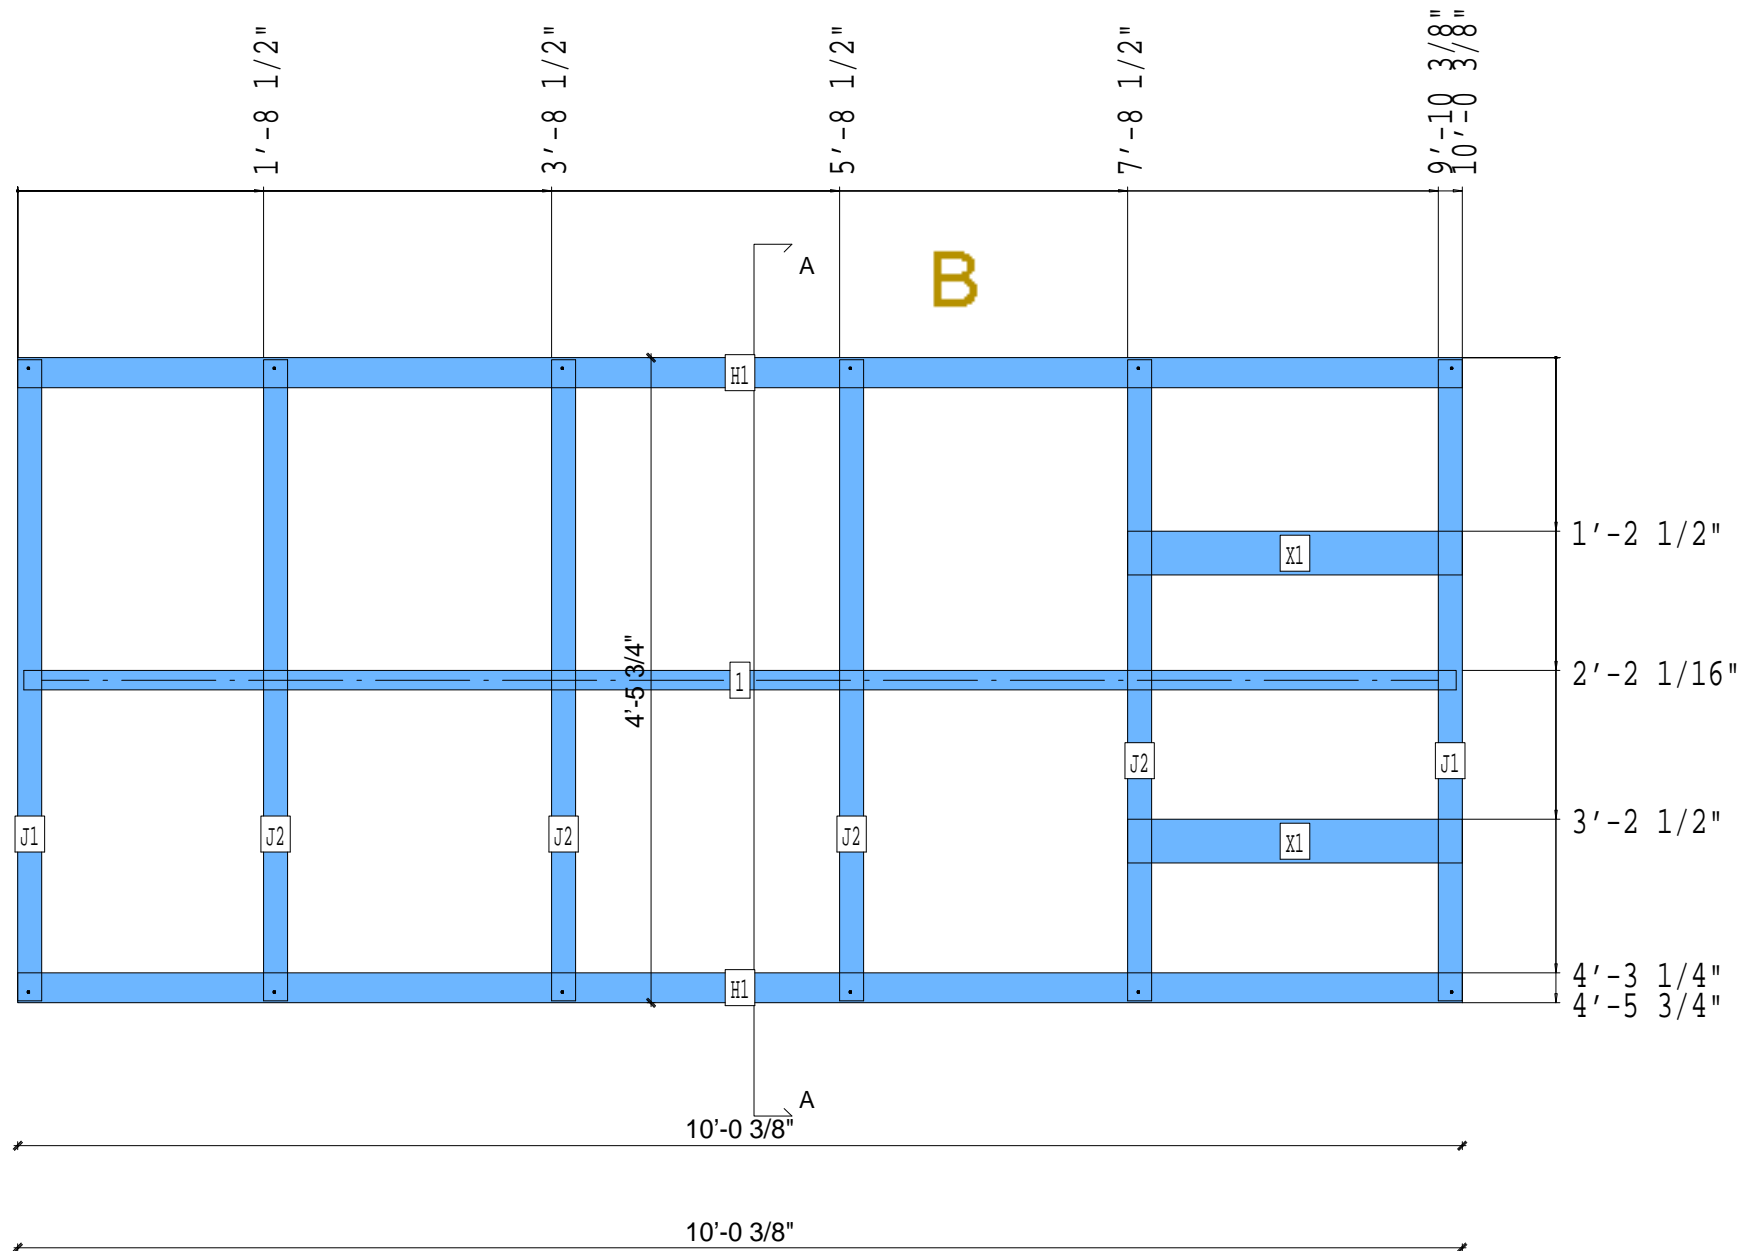 1'-8 1/2"
3'-8 1/2"
5'-8 1/2"
7'-8 1/2"
9'-10 3/8"
10'-0 3/8"
A
B
H1
1'-2 1/2"
X1
4'-5 3/4"
1
2'-2 1/16"
J2
J1
3'-2 1/2"
J1
J2
J2
J2
X1
4'-3 1/4"
H1
4'-5 3/4"
A
10'-0 3/8"
10'-0 3/8"